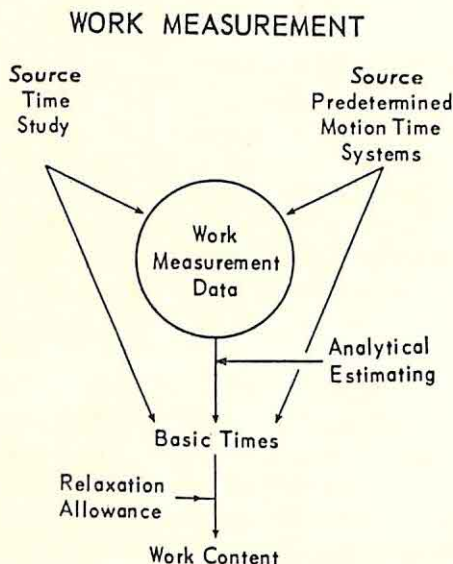 WORK MEASUREMENT
Source
Time
Study
Source
Predetermined
Motion Time
Systems
Work
Measurement
Data
Analytical
Estimating
Basic Times
Relaxation
Allowance
Work Content